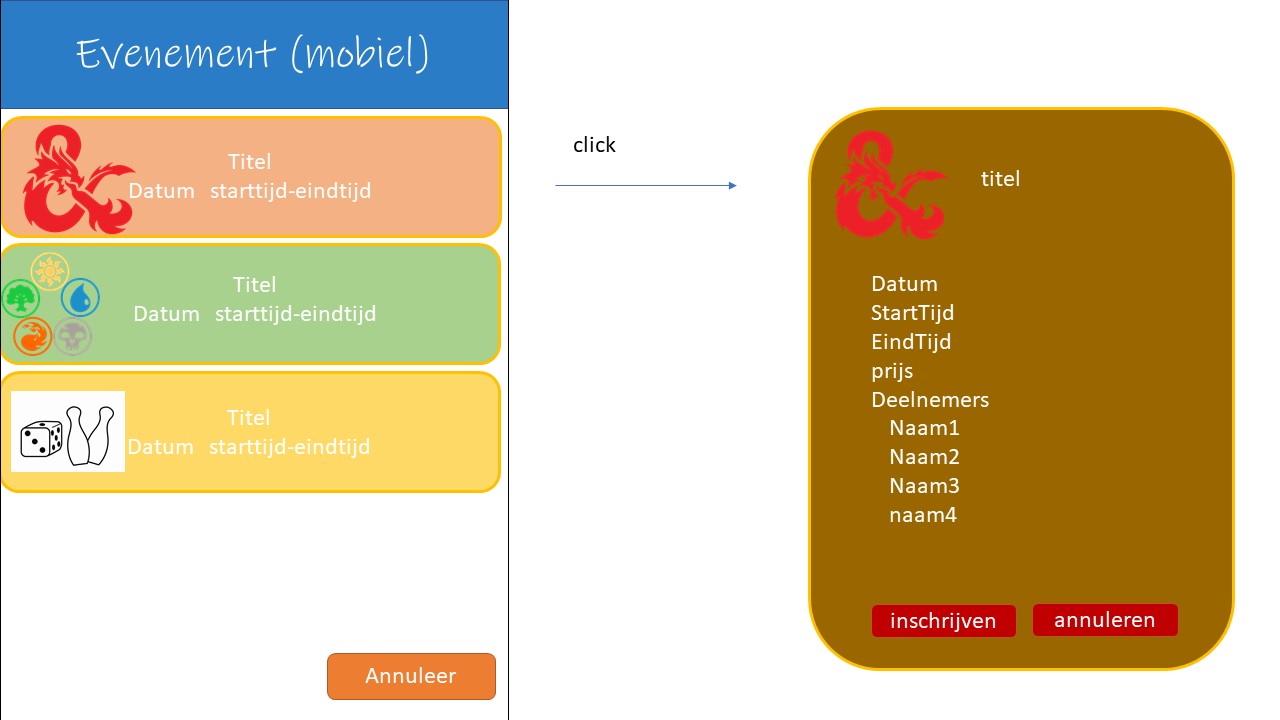 Evenement (mobiel)
Titel
Datum starttijd-eindtijd
Titel
Datum starttijd-eindtijd
Titel
Datum starttijd-eindtijd
Annuleer
click
titel
Datum
StartTijd
EindTijd
prijs
Deelnemers
Naam1
Naam2
Naam3
naam4
inschrijven annuleren